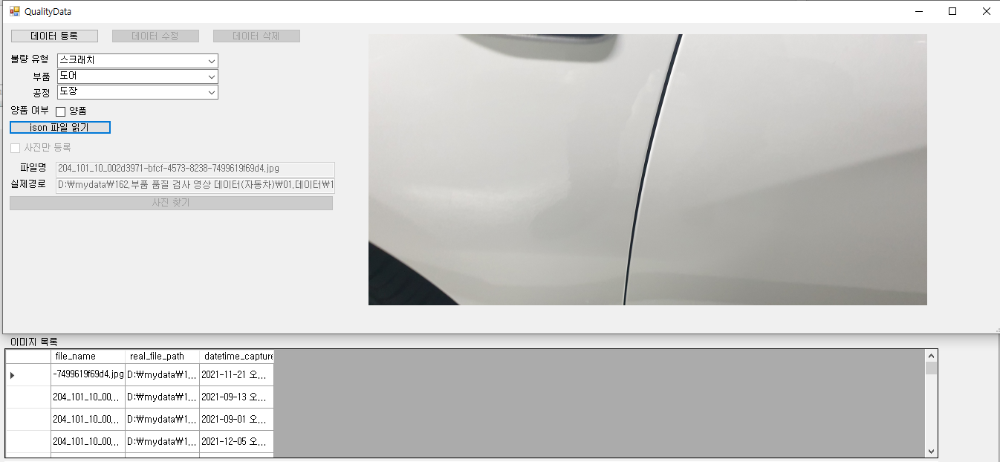 QualityData
데이터 등록 데이터 수정 데이터 삭제
불량 유형 스크래치
부품 도어
공정 도장
양품 여부 양품
json 파일 읽기
사진만 등록
파일명 204_101_10_002d3971-bfcf-4573-8238-7499619f69d4.jpg
실제경로 D:\mydata\162.부품 품질 검사 영상 데이터(자동차)\01.데이터\1
사진 찾기
이미지 목록
file_name real_file_path datetime_capture
-7499619f69d4.jpg D:\mydata\1... 2021-11-21 오...
204_101_10_00... D:\mydata\1... 2021-09-13 오...
204_101_10_00... D:\mydata\1... 2021-09-01 오...
204_101_10_00... D:\mydata\1... 2021-12-05 오...